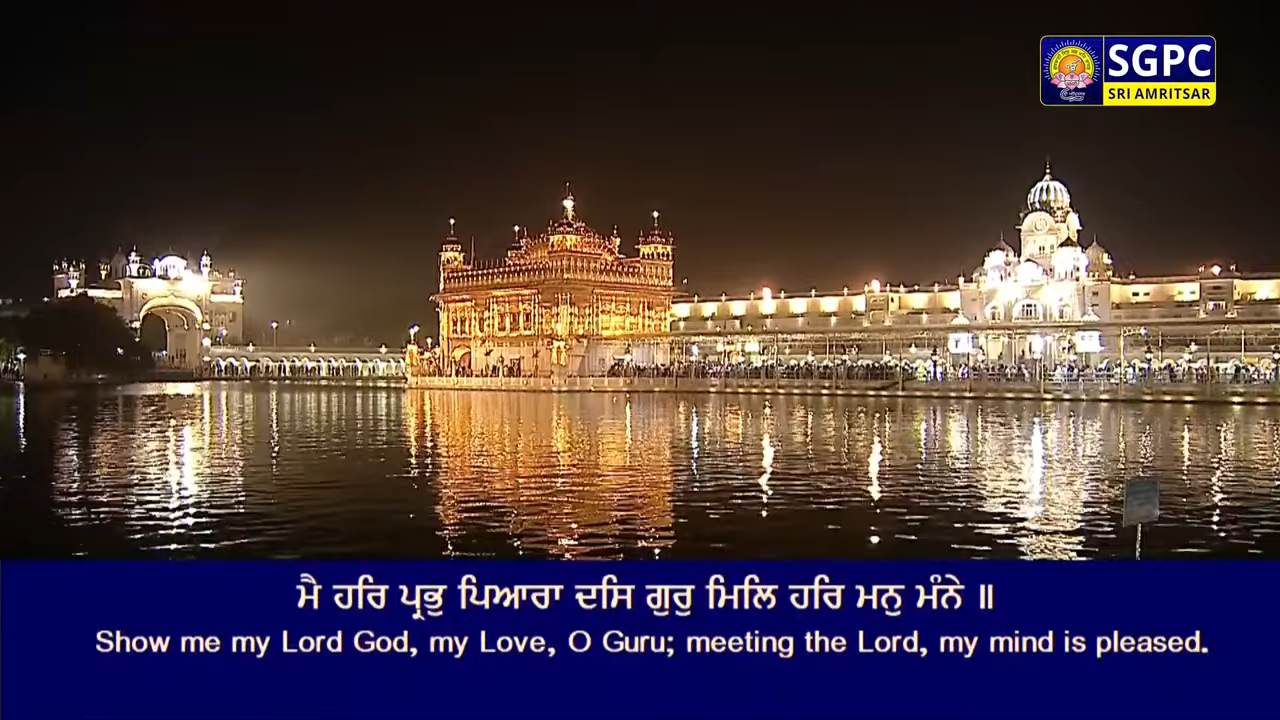 SGPC
SRI AMRITSAR
ਮੈ ਹਰਿ ਪ੍ਰਭੁ ਪਿਆਰਾ ਦਸਿ ਗੁਰੁ ਮਿਲਿ ਹਰਿ ਮਨੁ ਮੰਨੇ ॥
Show me my Lord God, my Love, O Guru; meeting the Lord, my mind is pleased.